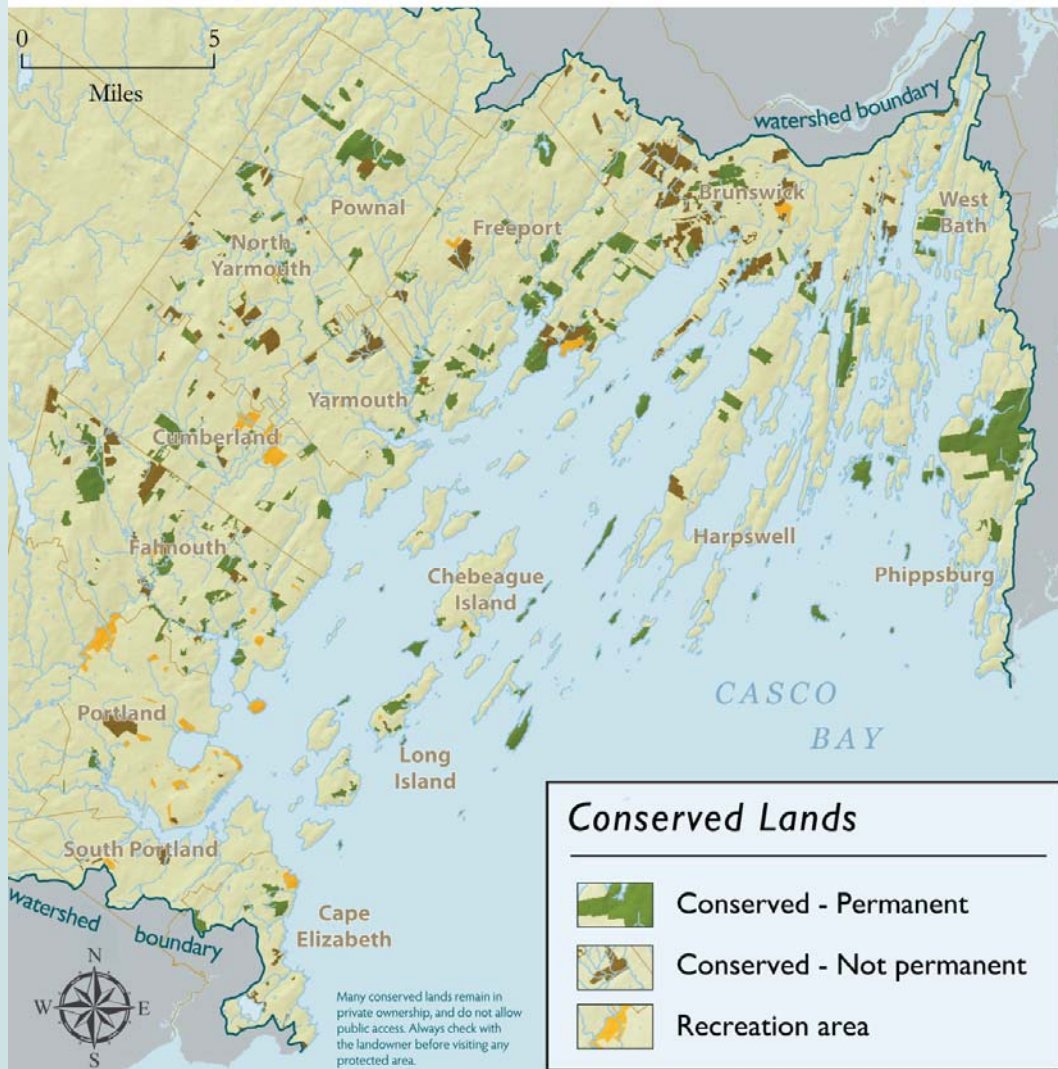 0 5
Miles
watershed boundary
Brunswick
West
Bath
Pownal
Freeport
North
Yarmouth
Yarmouth
Cumberland
Falmouth
Harpswell
Chebeague
Island
Phippsburg
CASCO
BAY
Portland
Long
Island
South Portland
Cape
Elizabeth
watershed boundary
N
W E
S
Many conserved lands remain in
private ownership, and do not allow
public access. Always check with
the landowner before visiting any
protected area.
Conserved Lands
Conserved - Permanent
Conserved - Not permanent
Recreation area